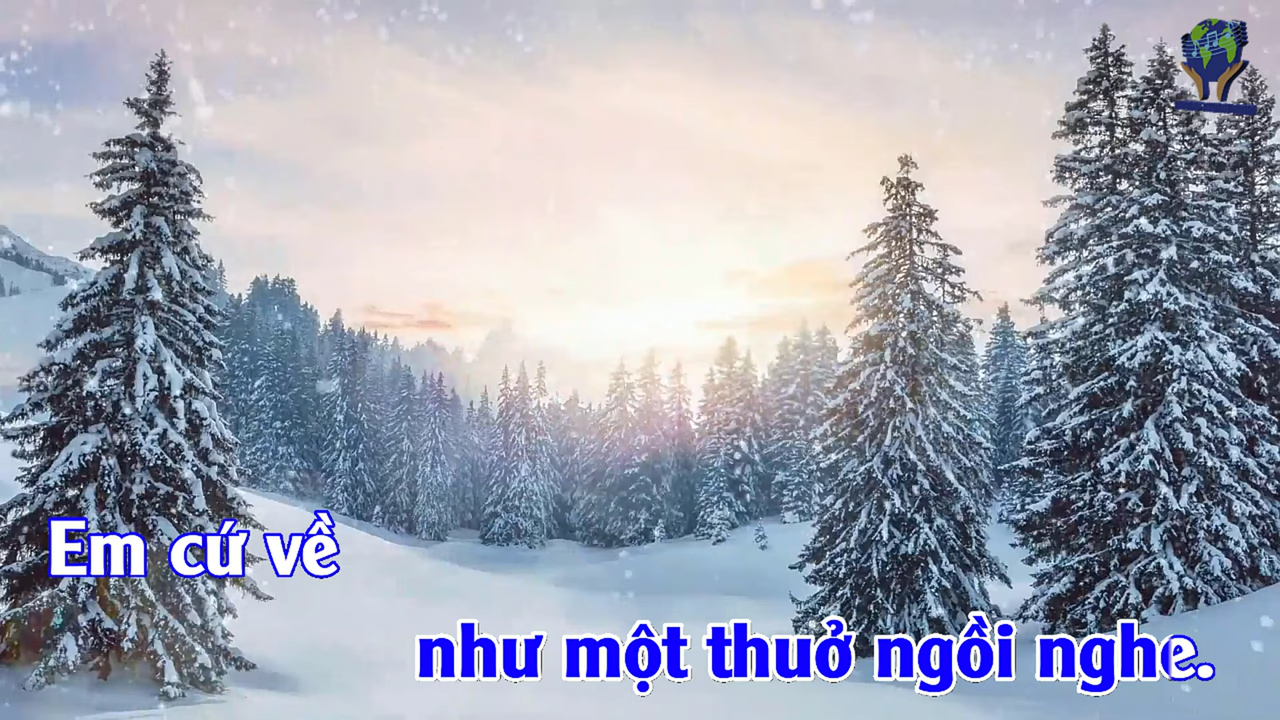 Em cứ về
như một thuở ngồi nghe.